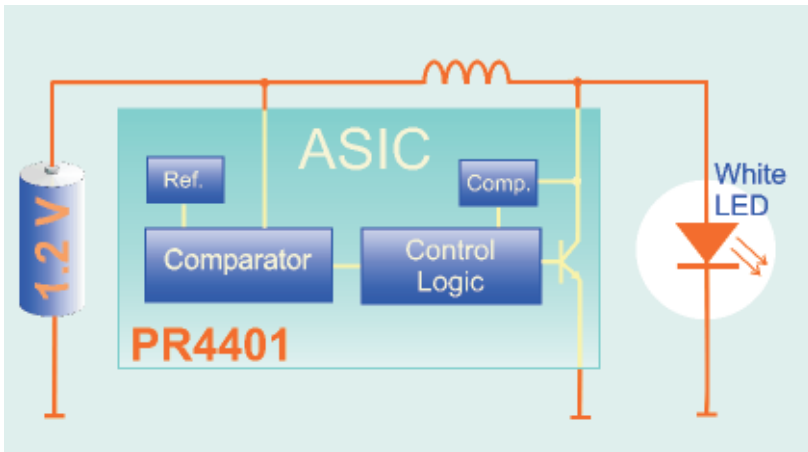 ASIC
White
LED
Ref.
Comp.
1.2 V
Comparator
Control
Logic
PR4401